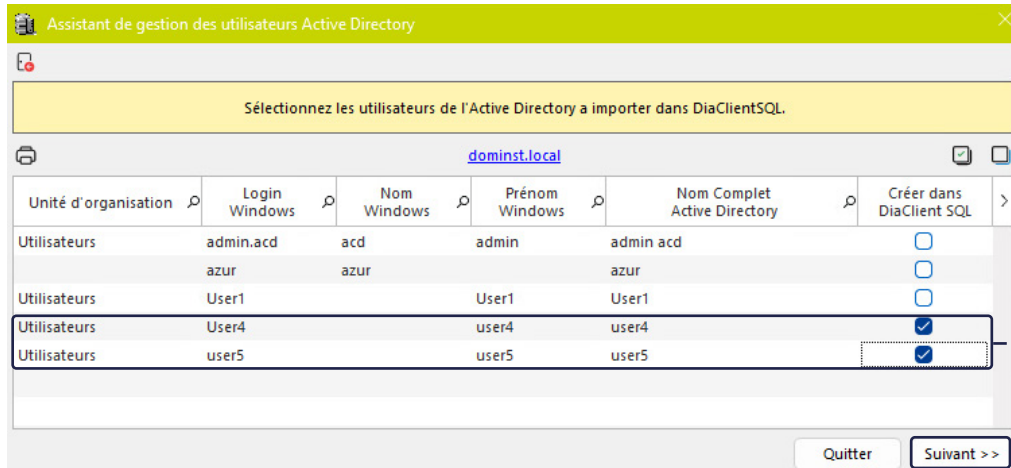 Assistant de gestion des utilisateurs Active Directory
Sélectionnez les utilisateurs de l'Active Directory a importer dans DiaClientSQL.
dominst.local
Unité d'organisation Login Windows Nom Windows Prénom Windows Nom Complet Active Directory Créer dans DiaClient SQL
Utilisateurs admin.acd acd admin admin acd
azur azur azur
Utilisateurs User1 User1 User1
Utilisateurs User4 user4 user4
Utilisateurs user5 user5 user5
Quitter Suivant >>